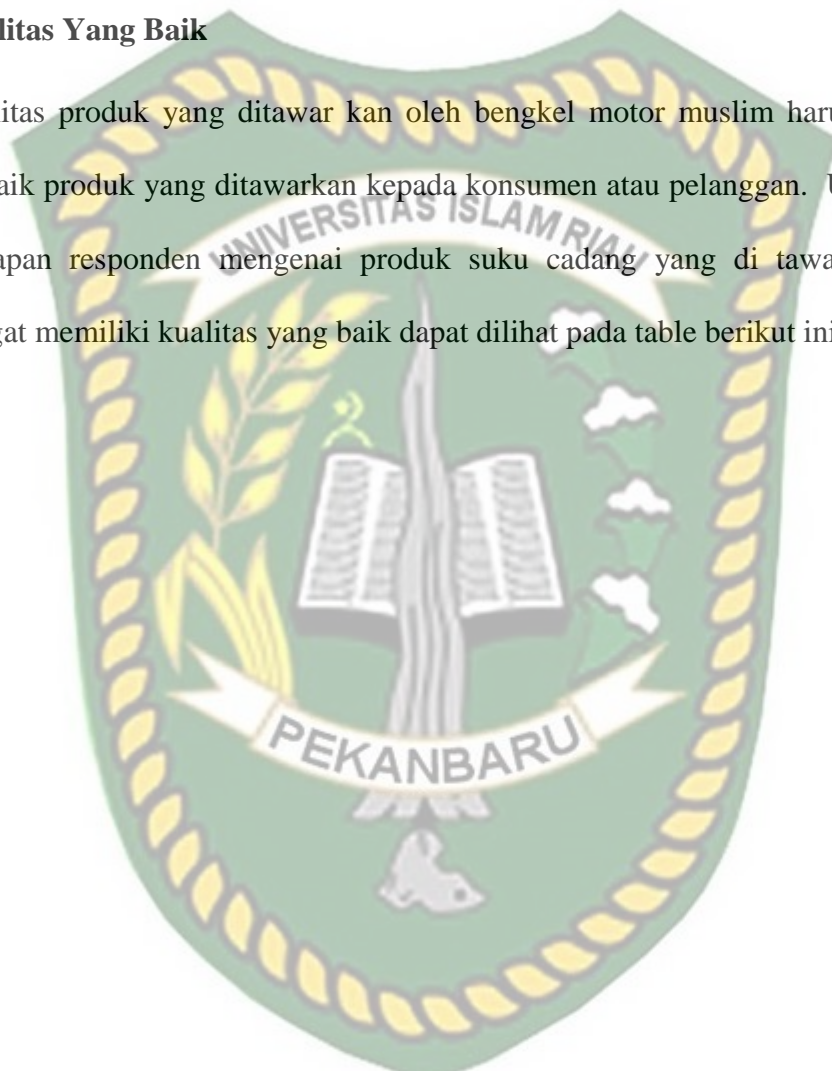 litas Yang Baik
litas produk yang ditawar kan oleh bengkel motor muslim haru
aik produk yang ditawarkan kepada konsumen atau pelanggan. U
UNIVERSITAS ISLAM RIAU
apan responden mengenai produk suku cadang yang di tawa
gat memiliki kualitas yang baik dapat dilihat pada table berikut ini
PEKANBARU